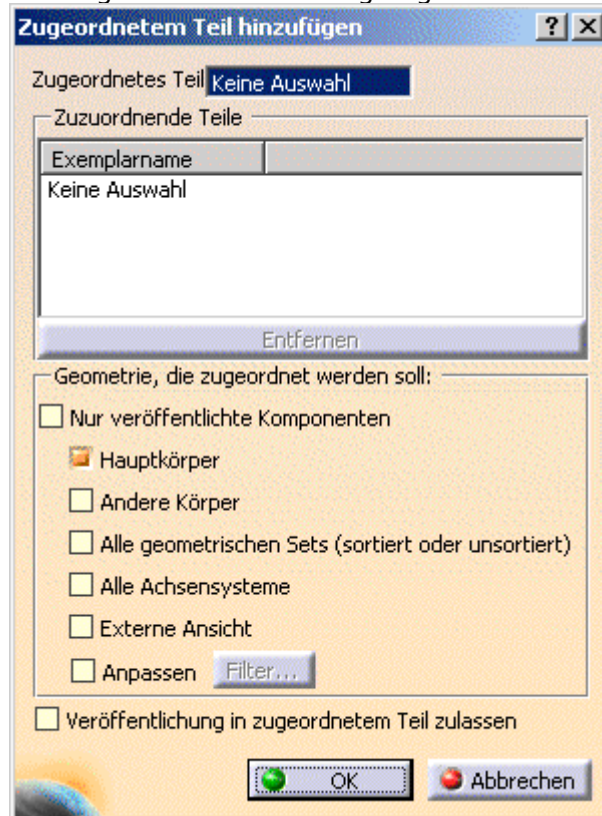 Zugeordnetem Teil hinzufügen
Zugeordnetes Teil Keine Auswahl
Zuzuordnende Teile
Exemplarname
Keine Auswahl
Entfernen
Geometrie, die zugeordnet werden soll:
Nur veröffentlichte Komponenten
Hauptkörper
Andere Körper
Alle geometrischen Sets (sortiert oder unsortiert)
Alle Achsensysteme
Externe Ansicht
Anpassen Filter...
Veröffentlichung in zugeordnetem Teil zulassen
OK Abbrechen